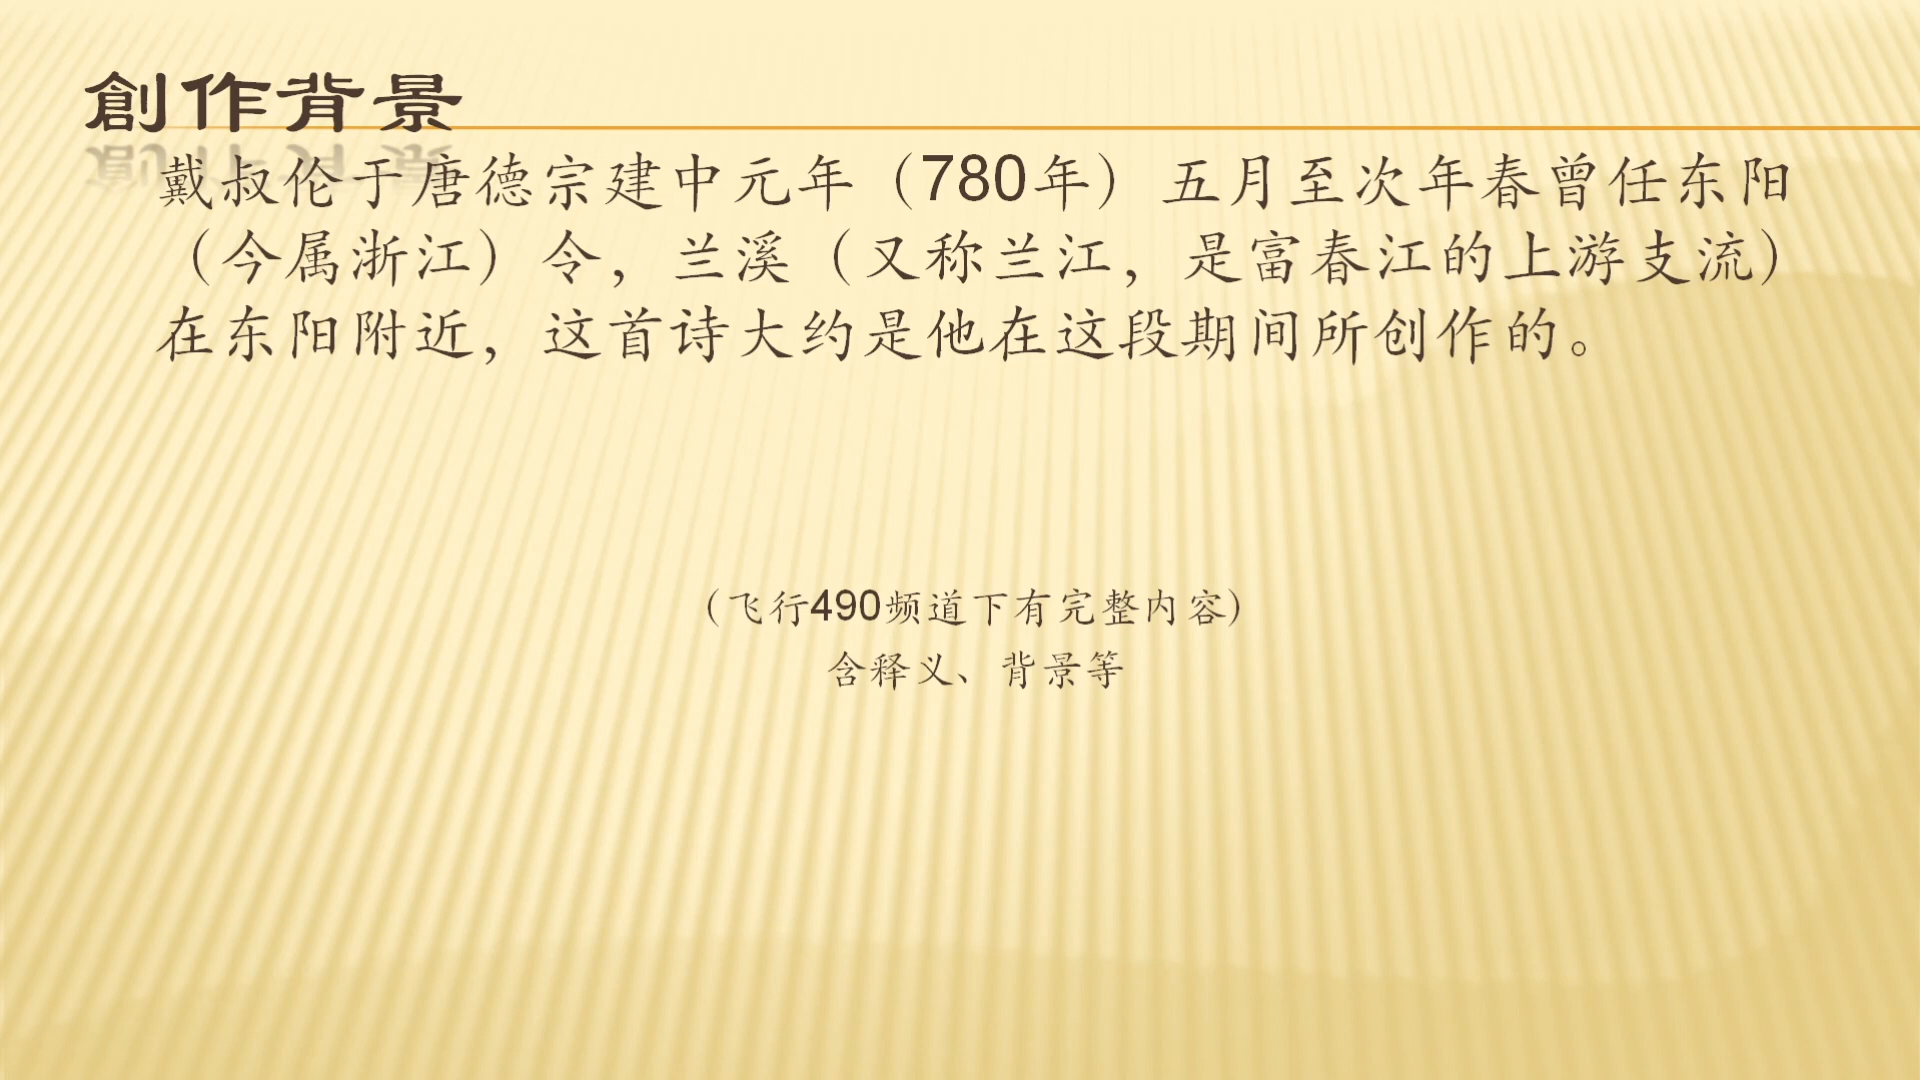 創作背景
戴叔伦于唐德宗建中元年（780年）五月至次年春曾任东阳
（今属浙江）令，兰溪（又称兰江，是富春江的上游支流）
在东阳附近，这首诗大约是他在这段期间所创作的。
（飞行490频道下有完整内容）
含释义、背景等